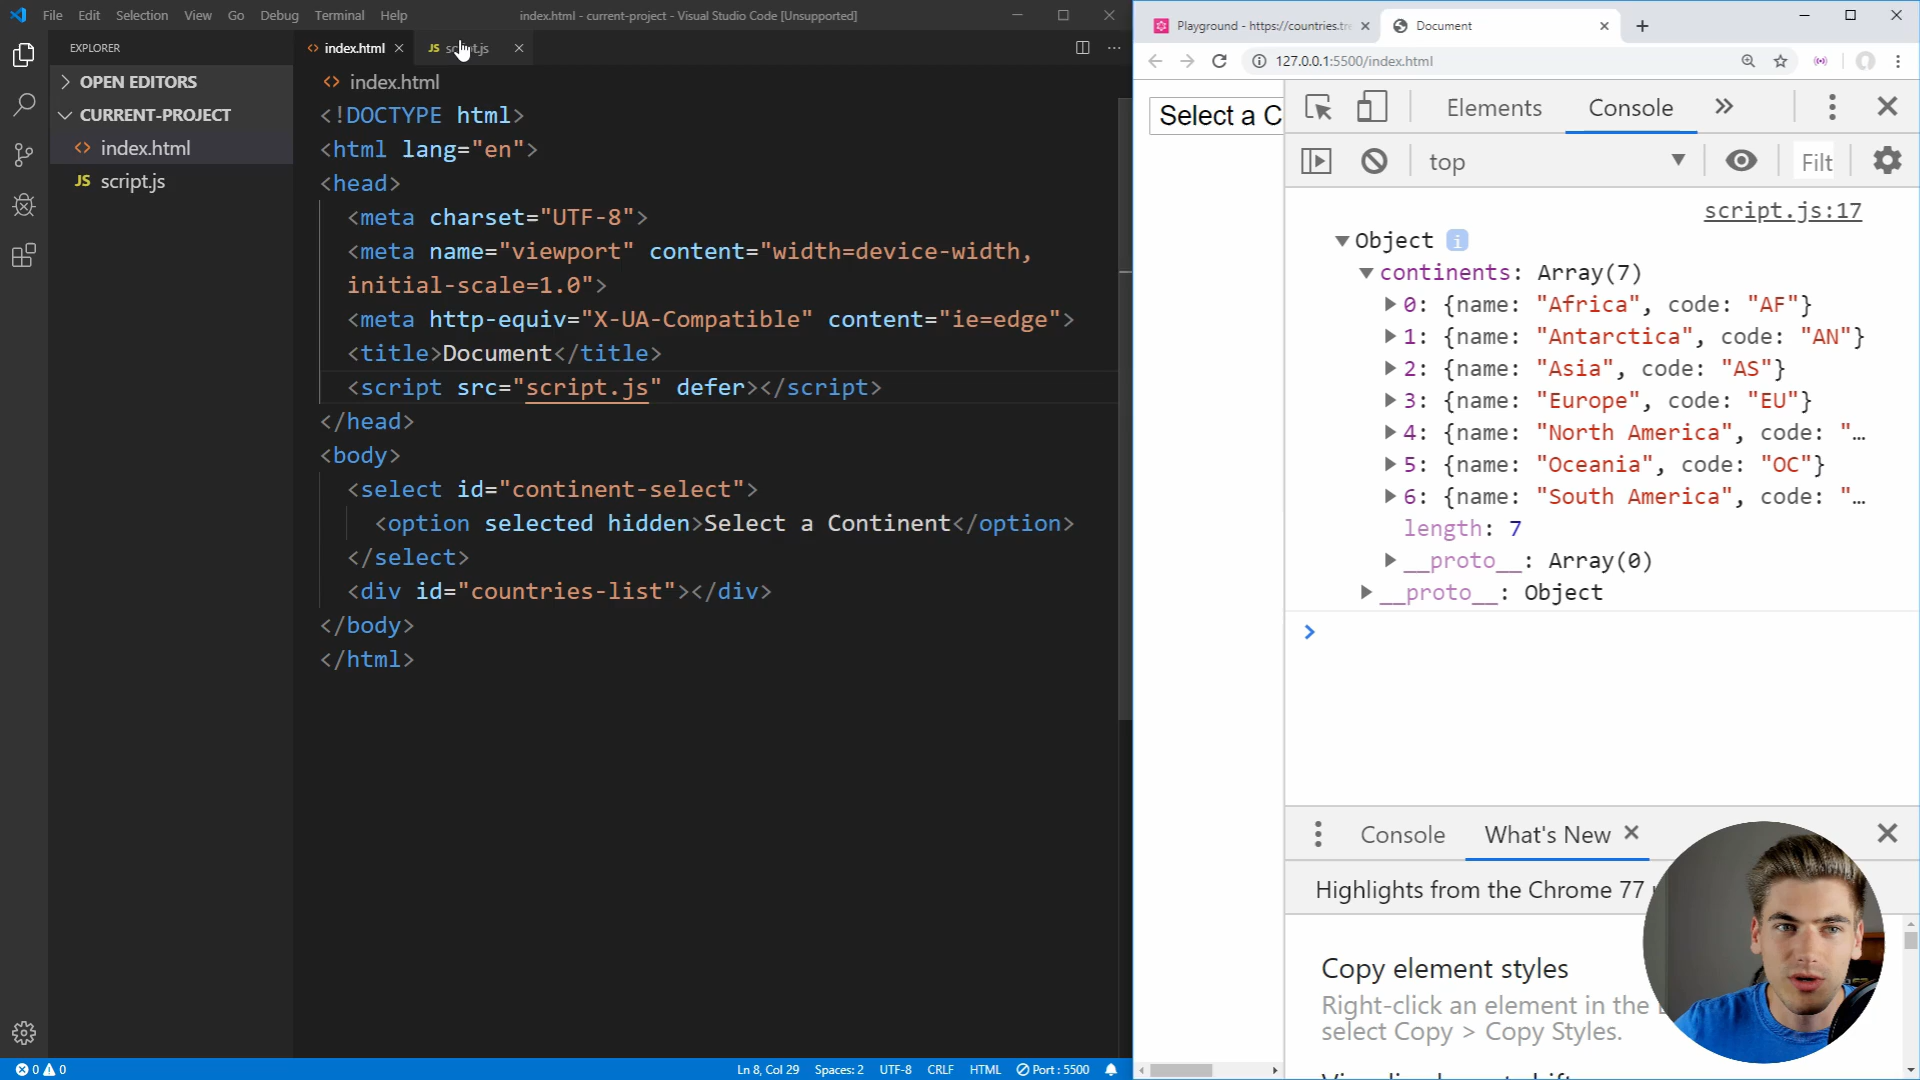 File Edit Selection View Go Debug Terminal Help
index.html - current-project - Visual Studio Code [Unsupported]
EXPLORER
OPEN EDITORS
CURRENT-PROJECT
index.html
JS script.js
index.html
JS script.js
index.html
<!DOCTYPE html>
<html lang="en">
<head>
<meta charset="UTF-8">
<meta name="viewport" content="width=device-width,
initial-scale=1.0">
<meta http-equiv="X-UA-Compatible" content="ie=edge">
<title>Document</title>
<script src="script.js" defer></script>
</head>
<body>
<select id="continent-select">
<option selected hidden>Select a Continent</option>
</select>
<div id="countries-list"></div>
</body>
</html>
0 0
Ln 8, Col 29 Spaces: 2 UTF-8 CRLF HTML Port : 5500
Playground - https://countries.tre
Document
127.0.0.1:5500/index.html
Select a C
Elements Console
top
Filt
script.js:17
Object i
continents: Array(7)
0: {name: "Africa", code: "AF"}
1: {name: "Antarctica", code: "AN"}
2: {name: "Asia", code: "AS"}
3: {name: "Europe", code: "EU"}
4: {name: "North America", code: "…
5: {name: "Oceania", code: "OC"}
6: {name: "South America", code: "…
length: 7
__proto__: Array(0)
__proto__: Object
Console What's New
Highlights from the Chrome 77
Copy element styles
Right-click an element in the
select Copy > Copy Styles.